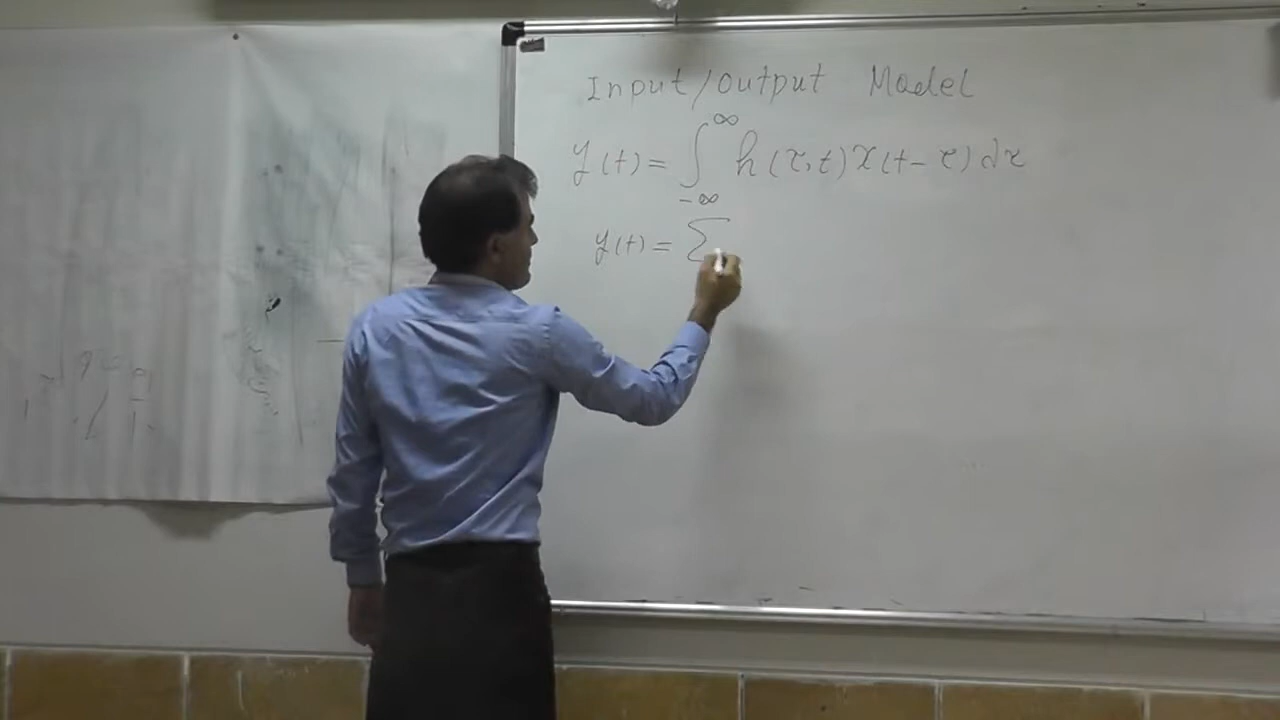 Input/output Model
y(t) = ∫_{-∞}^{∞} h(τ,t) x(t-τ) dτ
y(t) = Σ